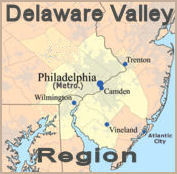 Delaware Valley
Trenton
Philadelphia
(Metro.)
Camden
Wilmington
Vineland
Atlantic
City
Region